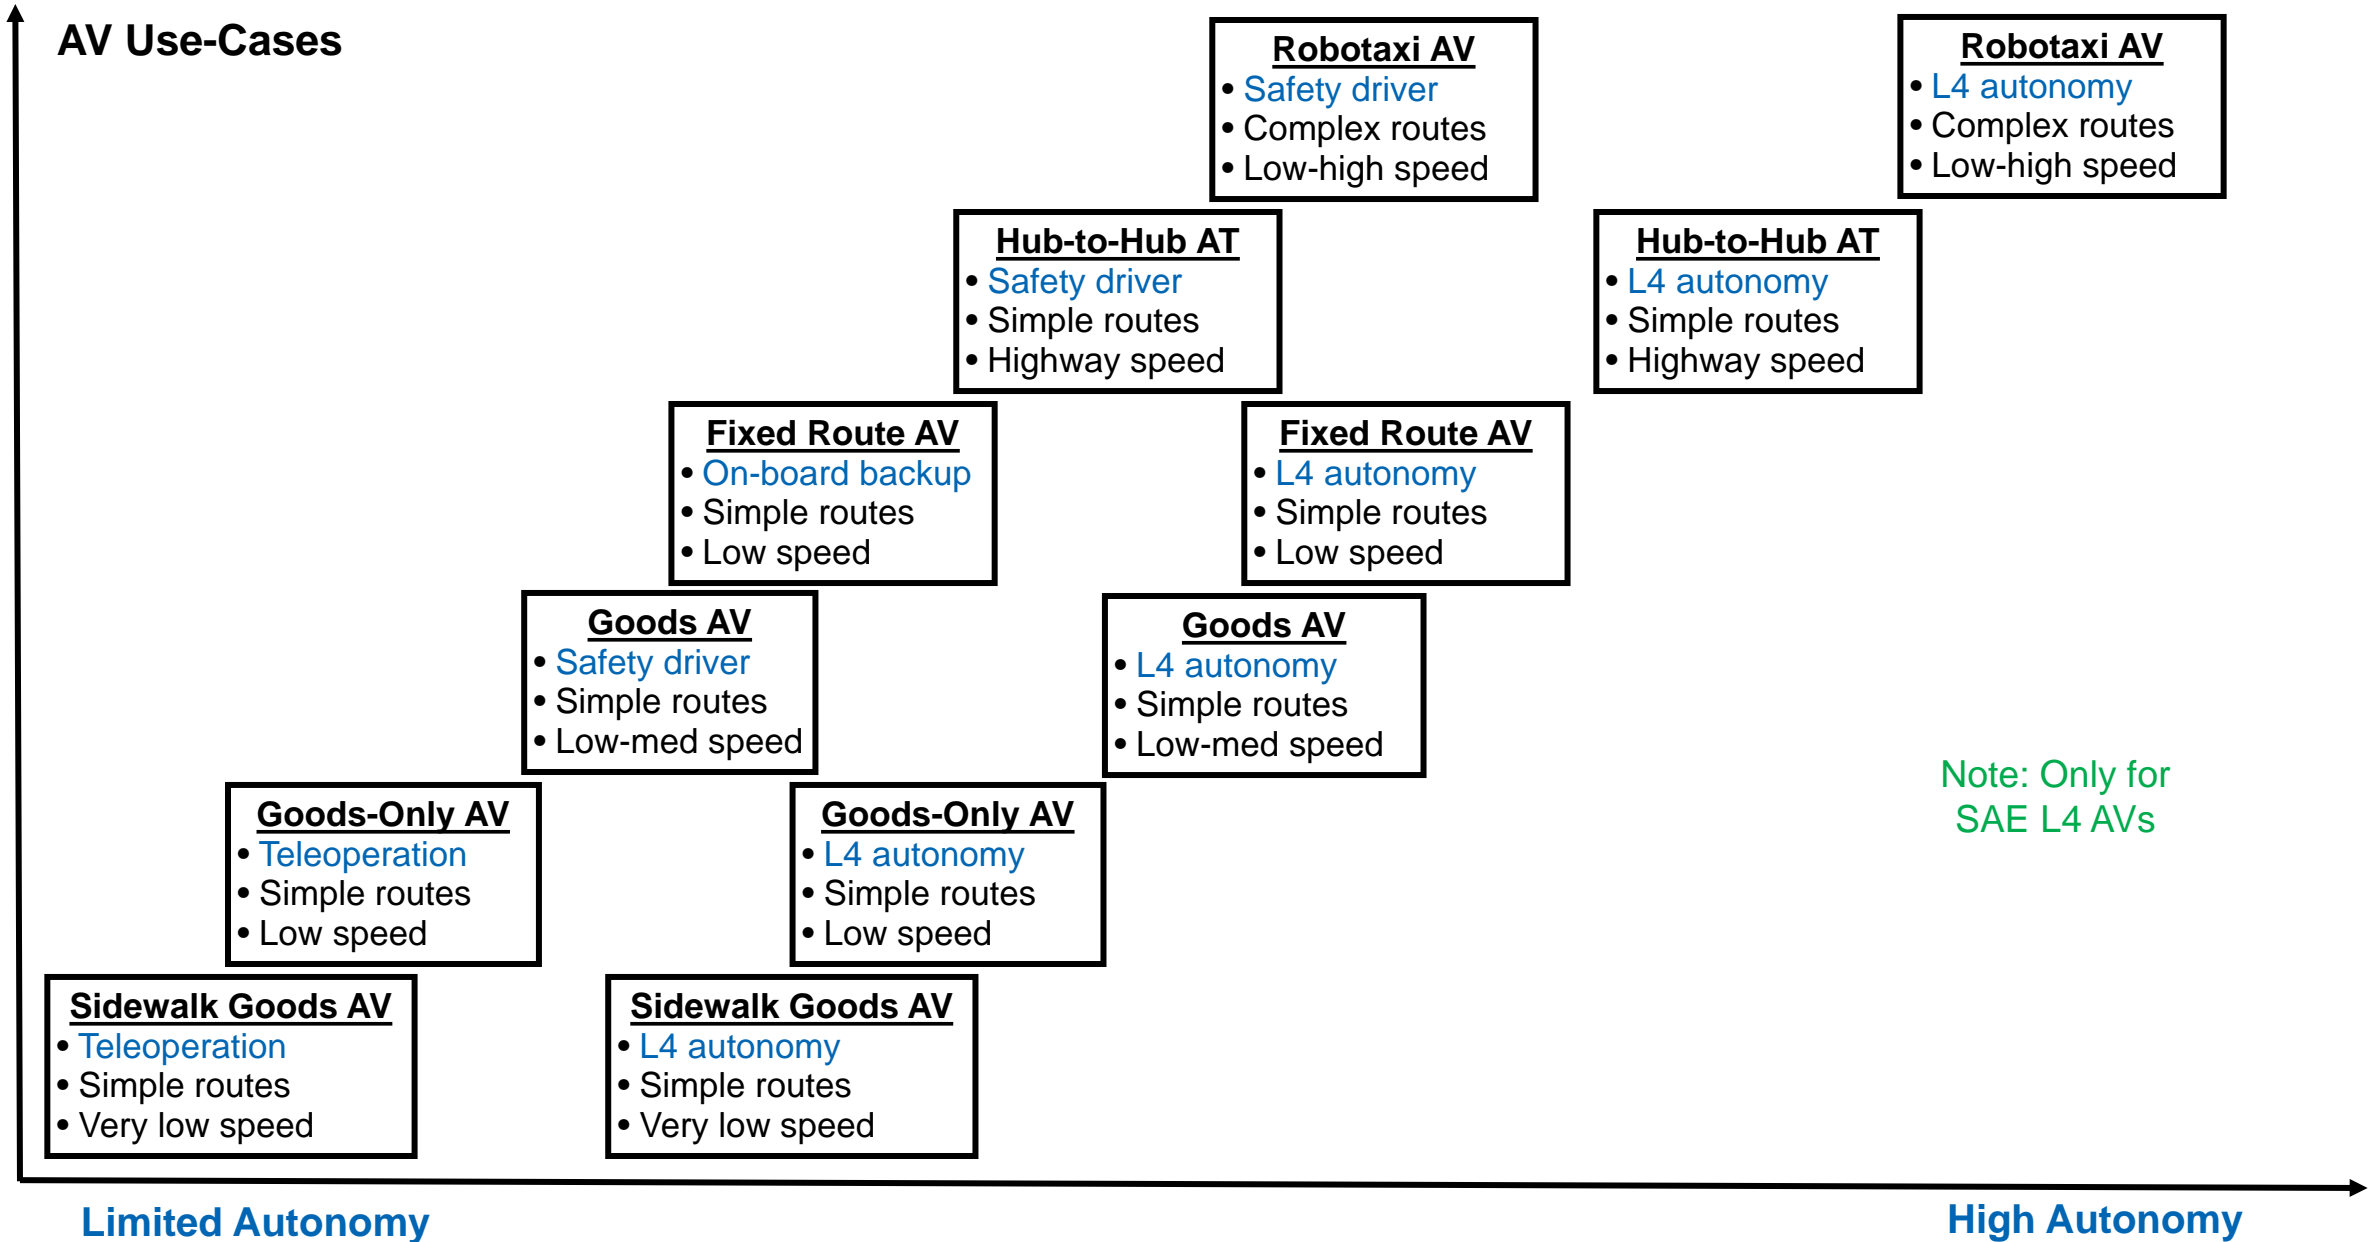 AV Use-Cases
Robotaxi AV
• Safety driver
• Complex routes
• Low-high speed
Robotaxi AV
• L4 autonomy
• Complex routes
• Low-high speed
Hub-to-Hub AT
• Safety driver
• Simple routes
• Highway speed
Hub-to-Hub AT
• L4 autonomy
• Simple routes
• Highway speed
Fixed Route AV
• On-board backup
• Simple routes
• Low speed
Fixed Route AV
• L4 autonomy
• Simple routes
• Low speed
Goods AV
• Safety driver
• Simple routes
• Low-med speed
Goods AV
• L4 autonomy
• Simple routes
• Low-med speed
Note: Only for
SAE L4 AVs
Goods-Only AV
• Teleoperation
• Simple routes
• Low speed
Goods-Only AV
• L4 autonomy
• Simple routes
• Low speed
Sidewalk Goods AV
• Teleoperation
• Simple routes
• Very low speed
Sidewalk Goods AV
• L4 autonomy
• Simple routes
• Very low speed
Limited Autonomy
High Autonomy